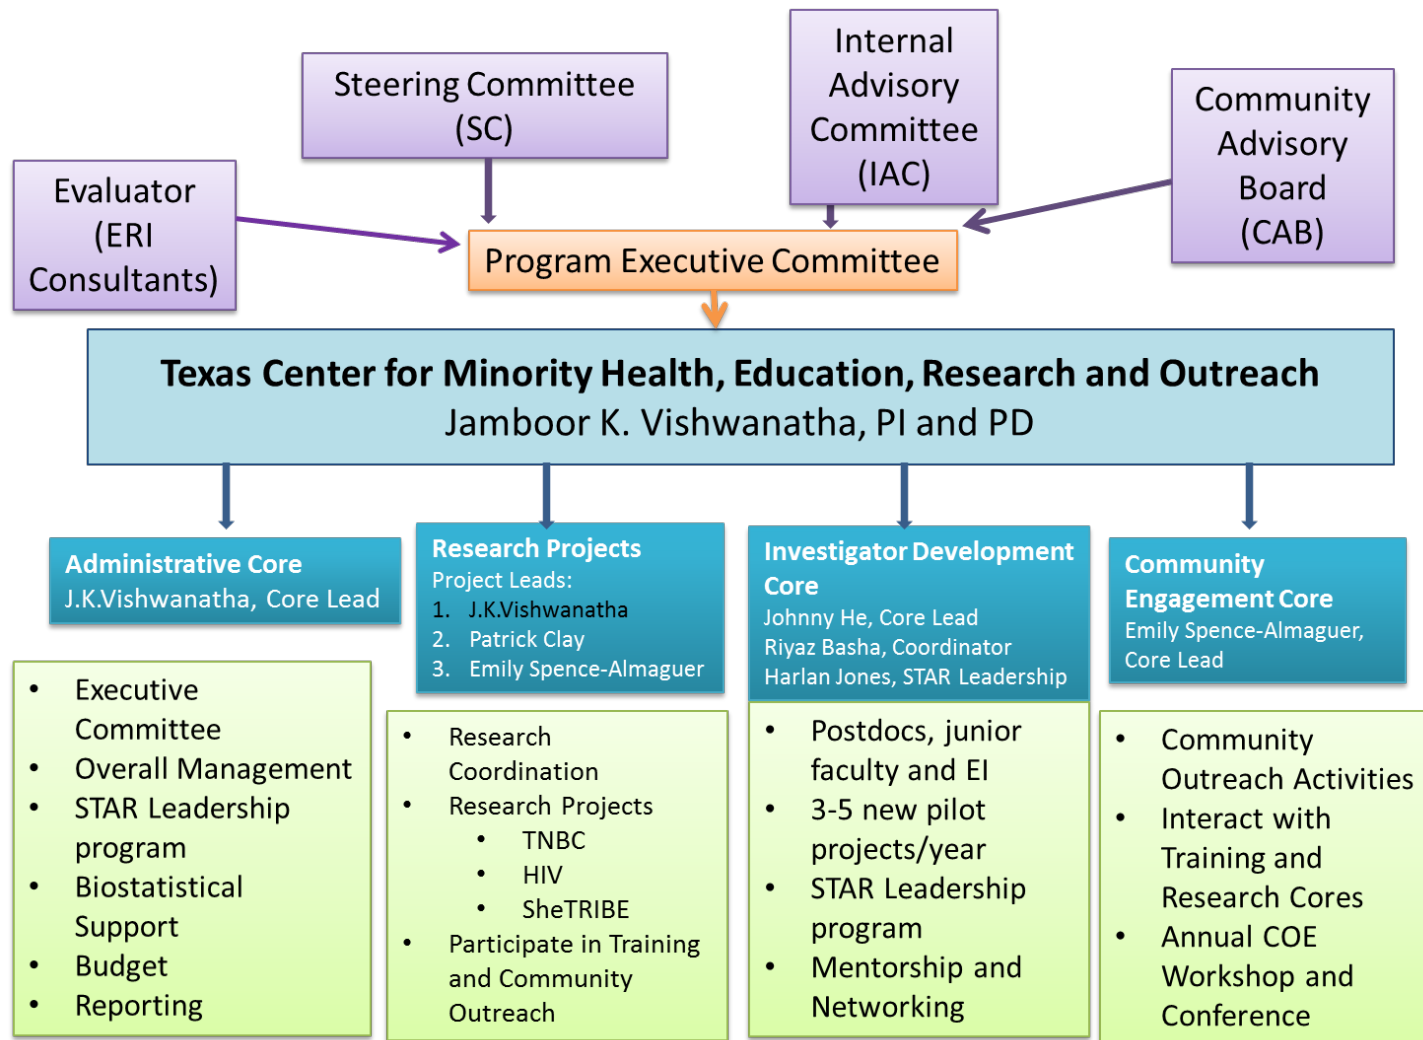 Steering Committee
(SC)
Internal
Advisory
Committee
(IAC)
Community
Advisory
Board
(CAB)
Evaluator
(ERI
Consultants)
Program Executive Committee
Texas Center for Minority Health, Education, Research and Outreach
Jamboor K. Vishwanatha, PI and PD
Administrative Core
J.K.Vishwanatha, Core Lead
• Executive
Committee
• Overall Management
• STAR Leadership
program
• Biostatistical
Support
• Budget
• Reporting
Research Projects
Project Leads:
1. J.K.Vishwanatha
2. Patrick Clay
3. Emily Spence-Almaguer
• Research
Coordination
• Research Projects
• TNBC
• HIV
• SheTRIBE
• Participate in Training
and Community
Outreach
Investigator Development
Core
Johnny He, Core Lead
Riyaz Basha, Coordinator
Harlan Jones, STAR Leadership
• Postdocs, junior
faculty and EI
• 3-5 new pilot
projects/year
• STAR Leadership
program
• Mentorship and
Networking
Community
Engagement Core
Emily Spence-Almaguer,
Core Lead
• Community
Outreach Activities
• Interact with
Training and
Research Cores
• Annual COE
Workshop and
Conference